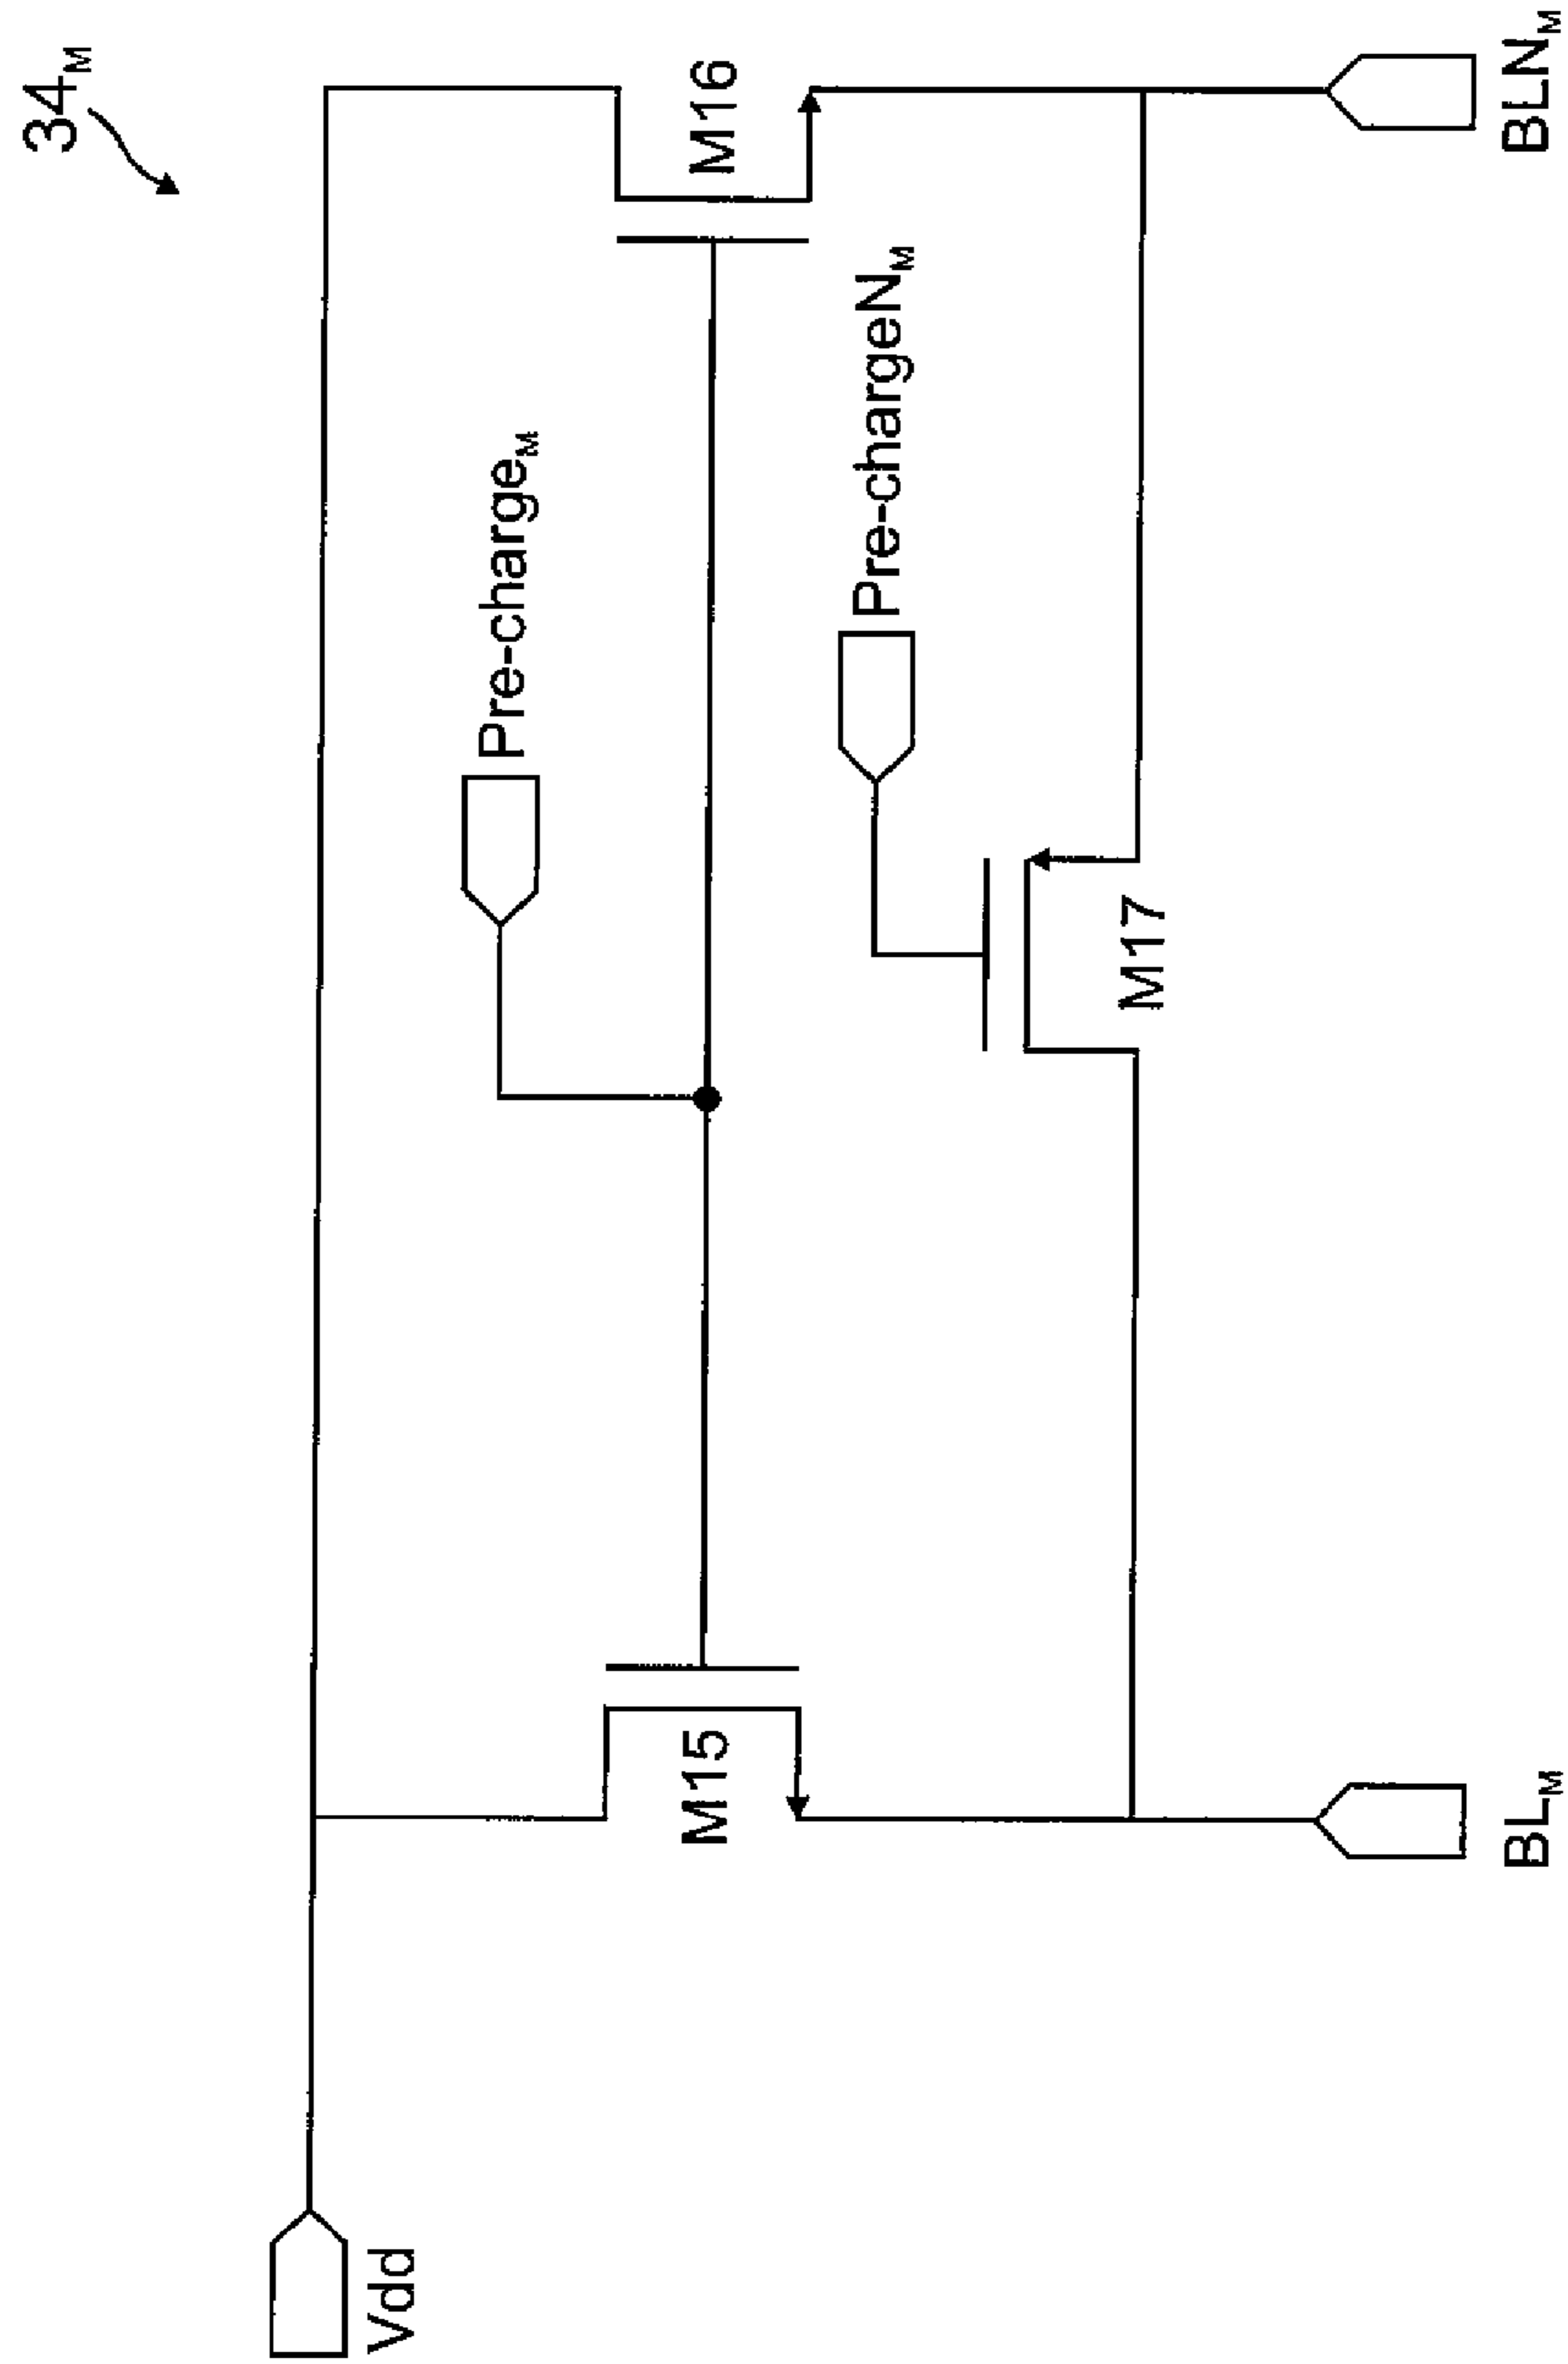 34M
Vdd
Pre-chargeM
M15
M16
Pre-chargeNM
M17
BLM
BLNM